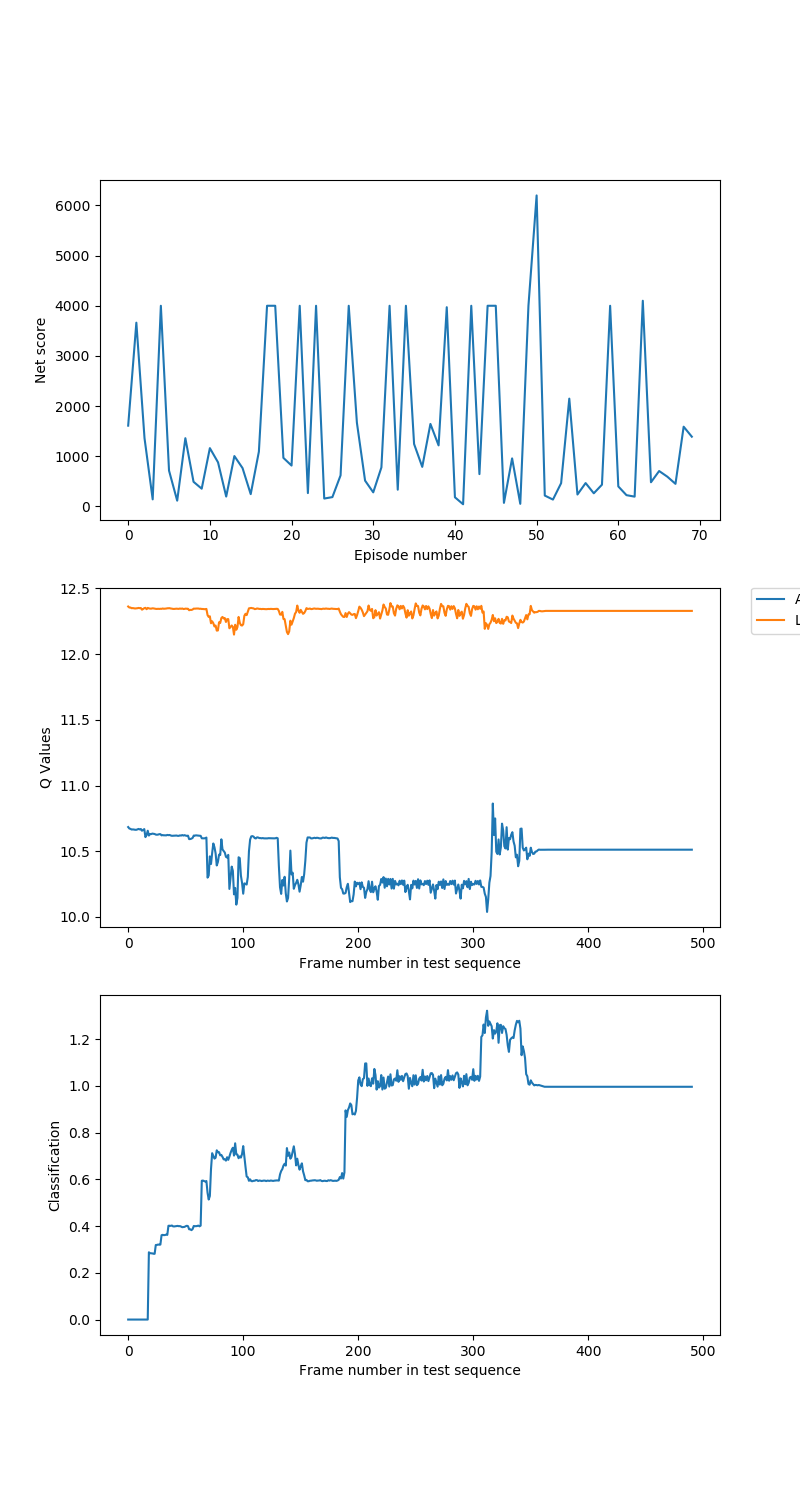 6000
5000
4000
3000
2000
1000
0
Net score
0 10 20 30 40 50 60 70
Episode number
12.5
12.0
11.5
11.0
10.5
10.0
Q Values
0 100 200 300 400 500
Frame number in test sequence
1.2
1.0
0.8
0.6
0.4
0.2
0.0
Classification
0 100 200 300 400 500
Frame number in test sequence